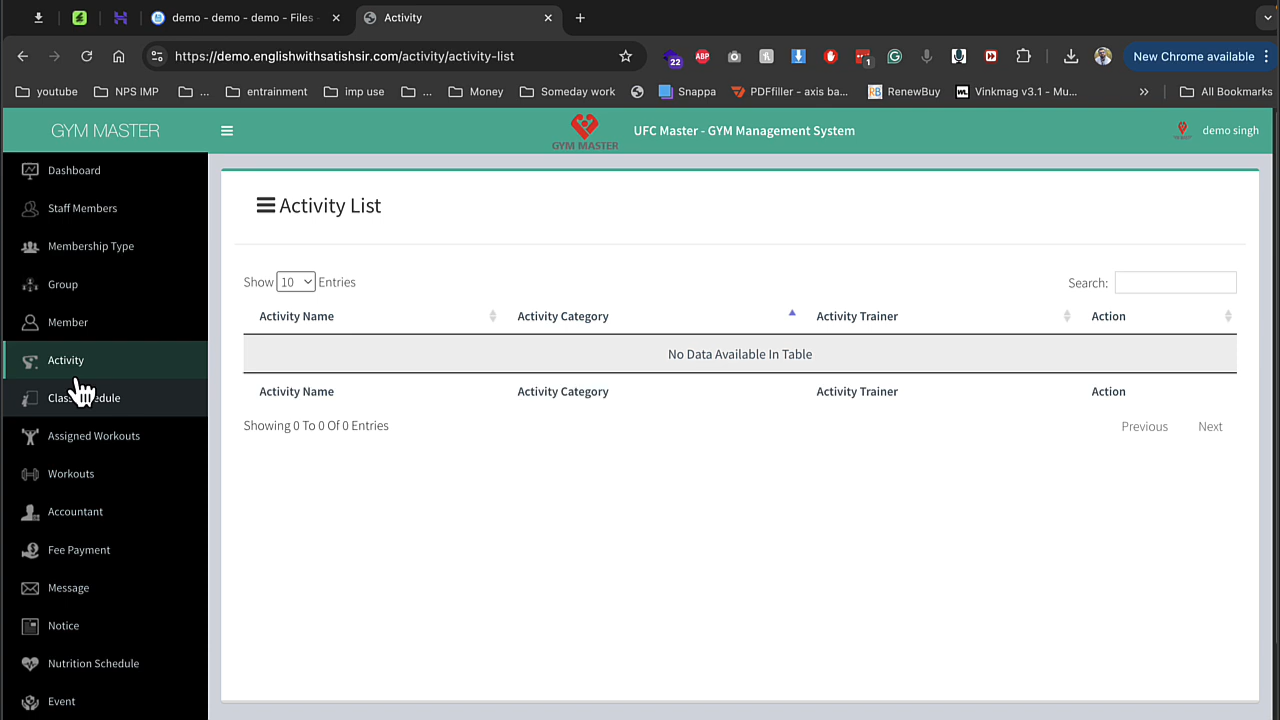 demo - demo - demo - Files
Activity
https://demo.englishwithsatishsir.com/activity/activity-list
22
ABP
1
New Chrome available
youtube
NPS IMP
...
entrainment
imp use
...
Money
Someday work
Snappa
PDFfiller - axis ba...
RB RenewBuy
Vinkmag v3.1 - Mu...
All Bookmarks
GYM MASTER
GYM MASTER
UFC Master - GYM Management System
demo singh
Dashboard
Staff Members
Membership Type
Group
Member
Activity
Assigned Workouts
Workouts
Accountant
Fee Payment
Message
Notice
Nutrition Schedule
Event
Activity List
Show 10 Entries
Search:
Activity Name Activity Category Activity Trainer Action
No Data Available In Table
Activity Name Activity Category Activity Trainer Action
Showing 0 To 0 Of 0 Entries
Previous Next